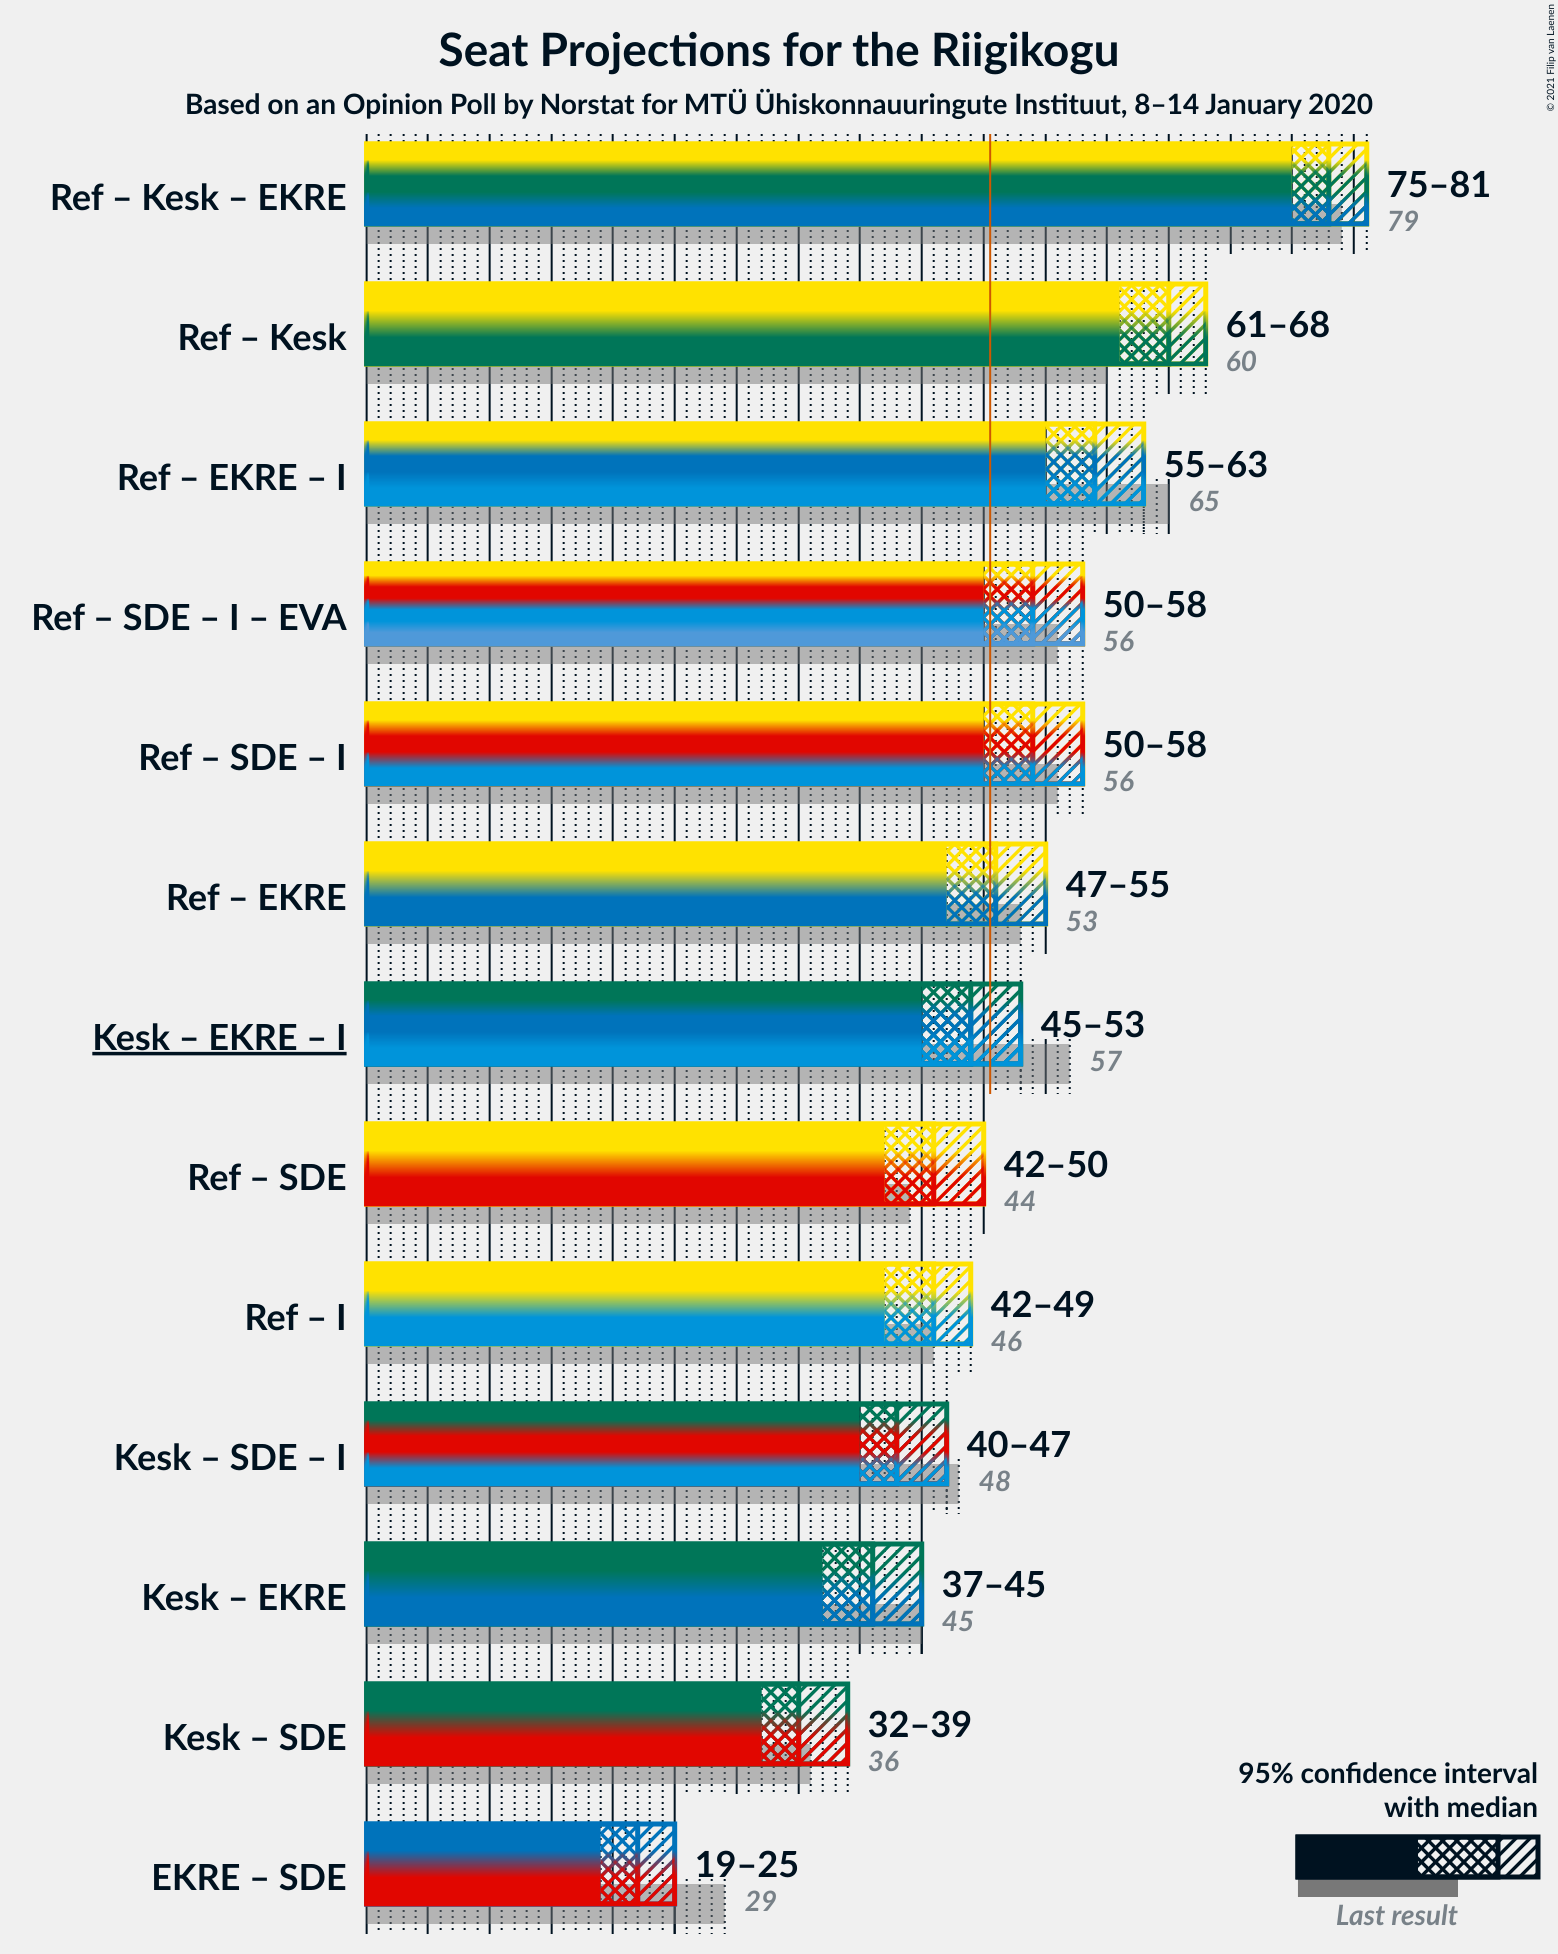 Seat Projections for the Riigikogu
Based on an Opinion Poll by Norstat for MTÜ Ühiskonnauuringute Instituut, 8–14 January 2020
© 2021 Filip van Laenen
Ref – Kesk – EKRE
75–81
79
Ref – Kesk
61–68
60
Ref – EKRE – I
55–63
65
Ref – SDE – I – EVA
50–58
56
Ref – SDE – I
50–58
56
Ref – EKRE
47–55
53
Kesk – EKRE – I
45–53
57
Ref – SDE
42–50
44
Ref – I
42–49
46
Kesk – SDE – I
40–47
48
Kesk – EKRE
37–45
45
Kesk – SDE
32–39
36
EKRE – SDE
19–25
29
95% confidence interval
with median
Last result